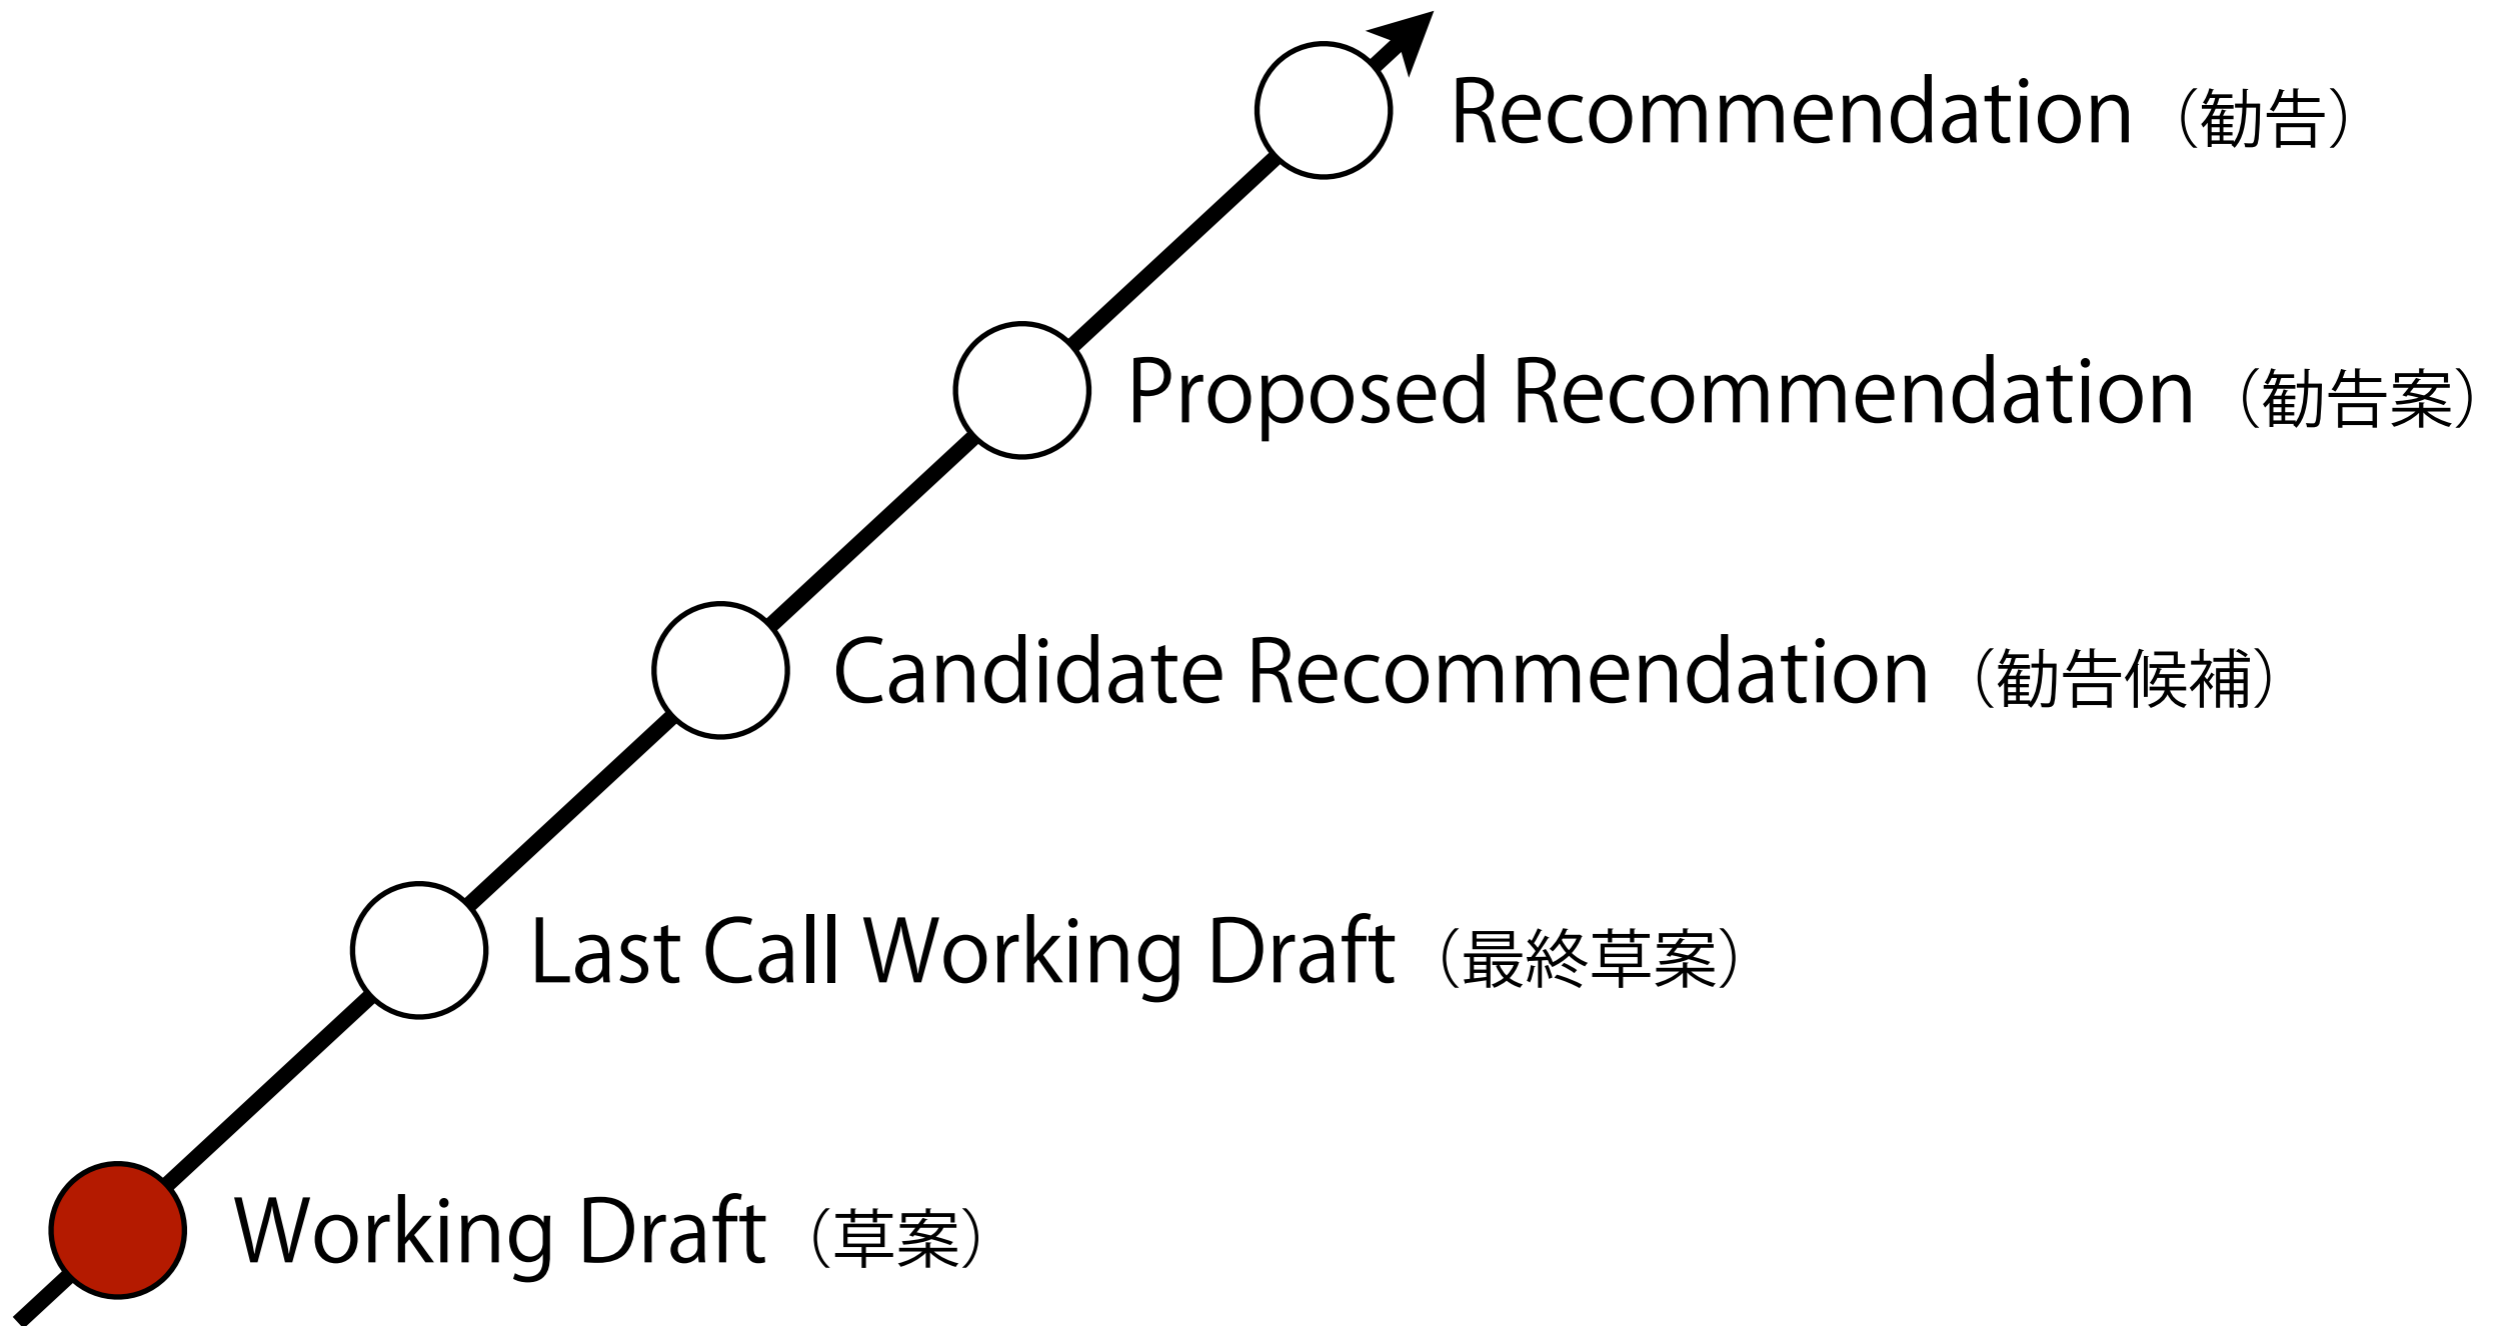 Recommendation（勧告）
Proposed Recommendation（勧告案）
Candidate Recommendation（勧告候補）
Last Call Working Draft（最終草案）
Working Draft（草案）